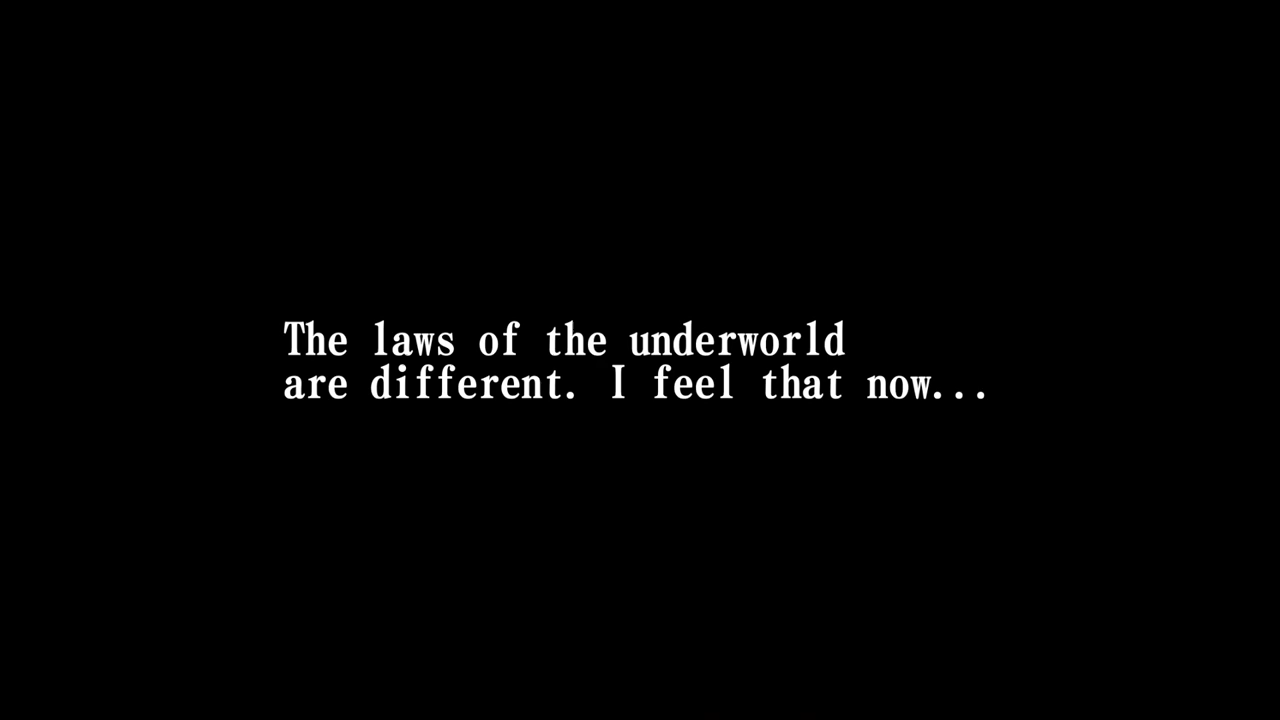 The laws of the underworld
are different. I feel that now...